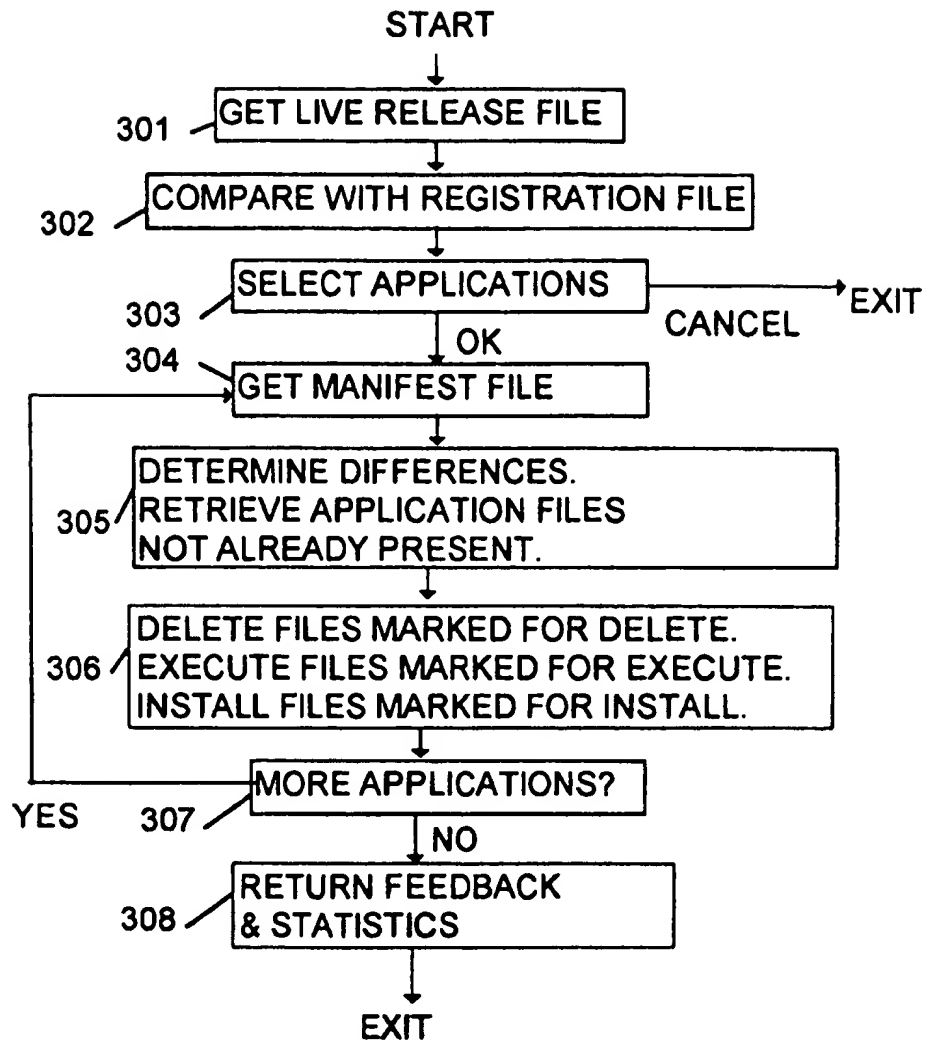 START
301
GET LIVE RELEASE FILE
302
COMPARE WITH REGISTRATION FILE
303
SELECT APPLICATIONS
CANCEL
EXIT
OK
304
GET MANIFEST FILE
305
DETERMINE DIFFERENCES.
RETRIEVE APPLICATION FILES
NOT ALREADY PRESENT.
306
DELETE FILES MARKED FOR DELETE.
EXECUTE FILES MARKED FOR EXECUTE.
INSTALL FILES MARKED FOR INSTALL.
307
MORE APPLICATIONS?
YES
NO
308
RETURN FEEDBACK
& STATISTICS
EXIT